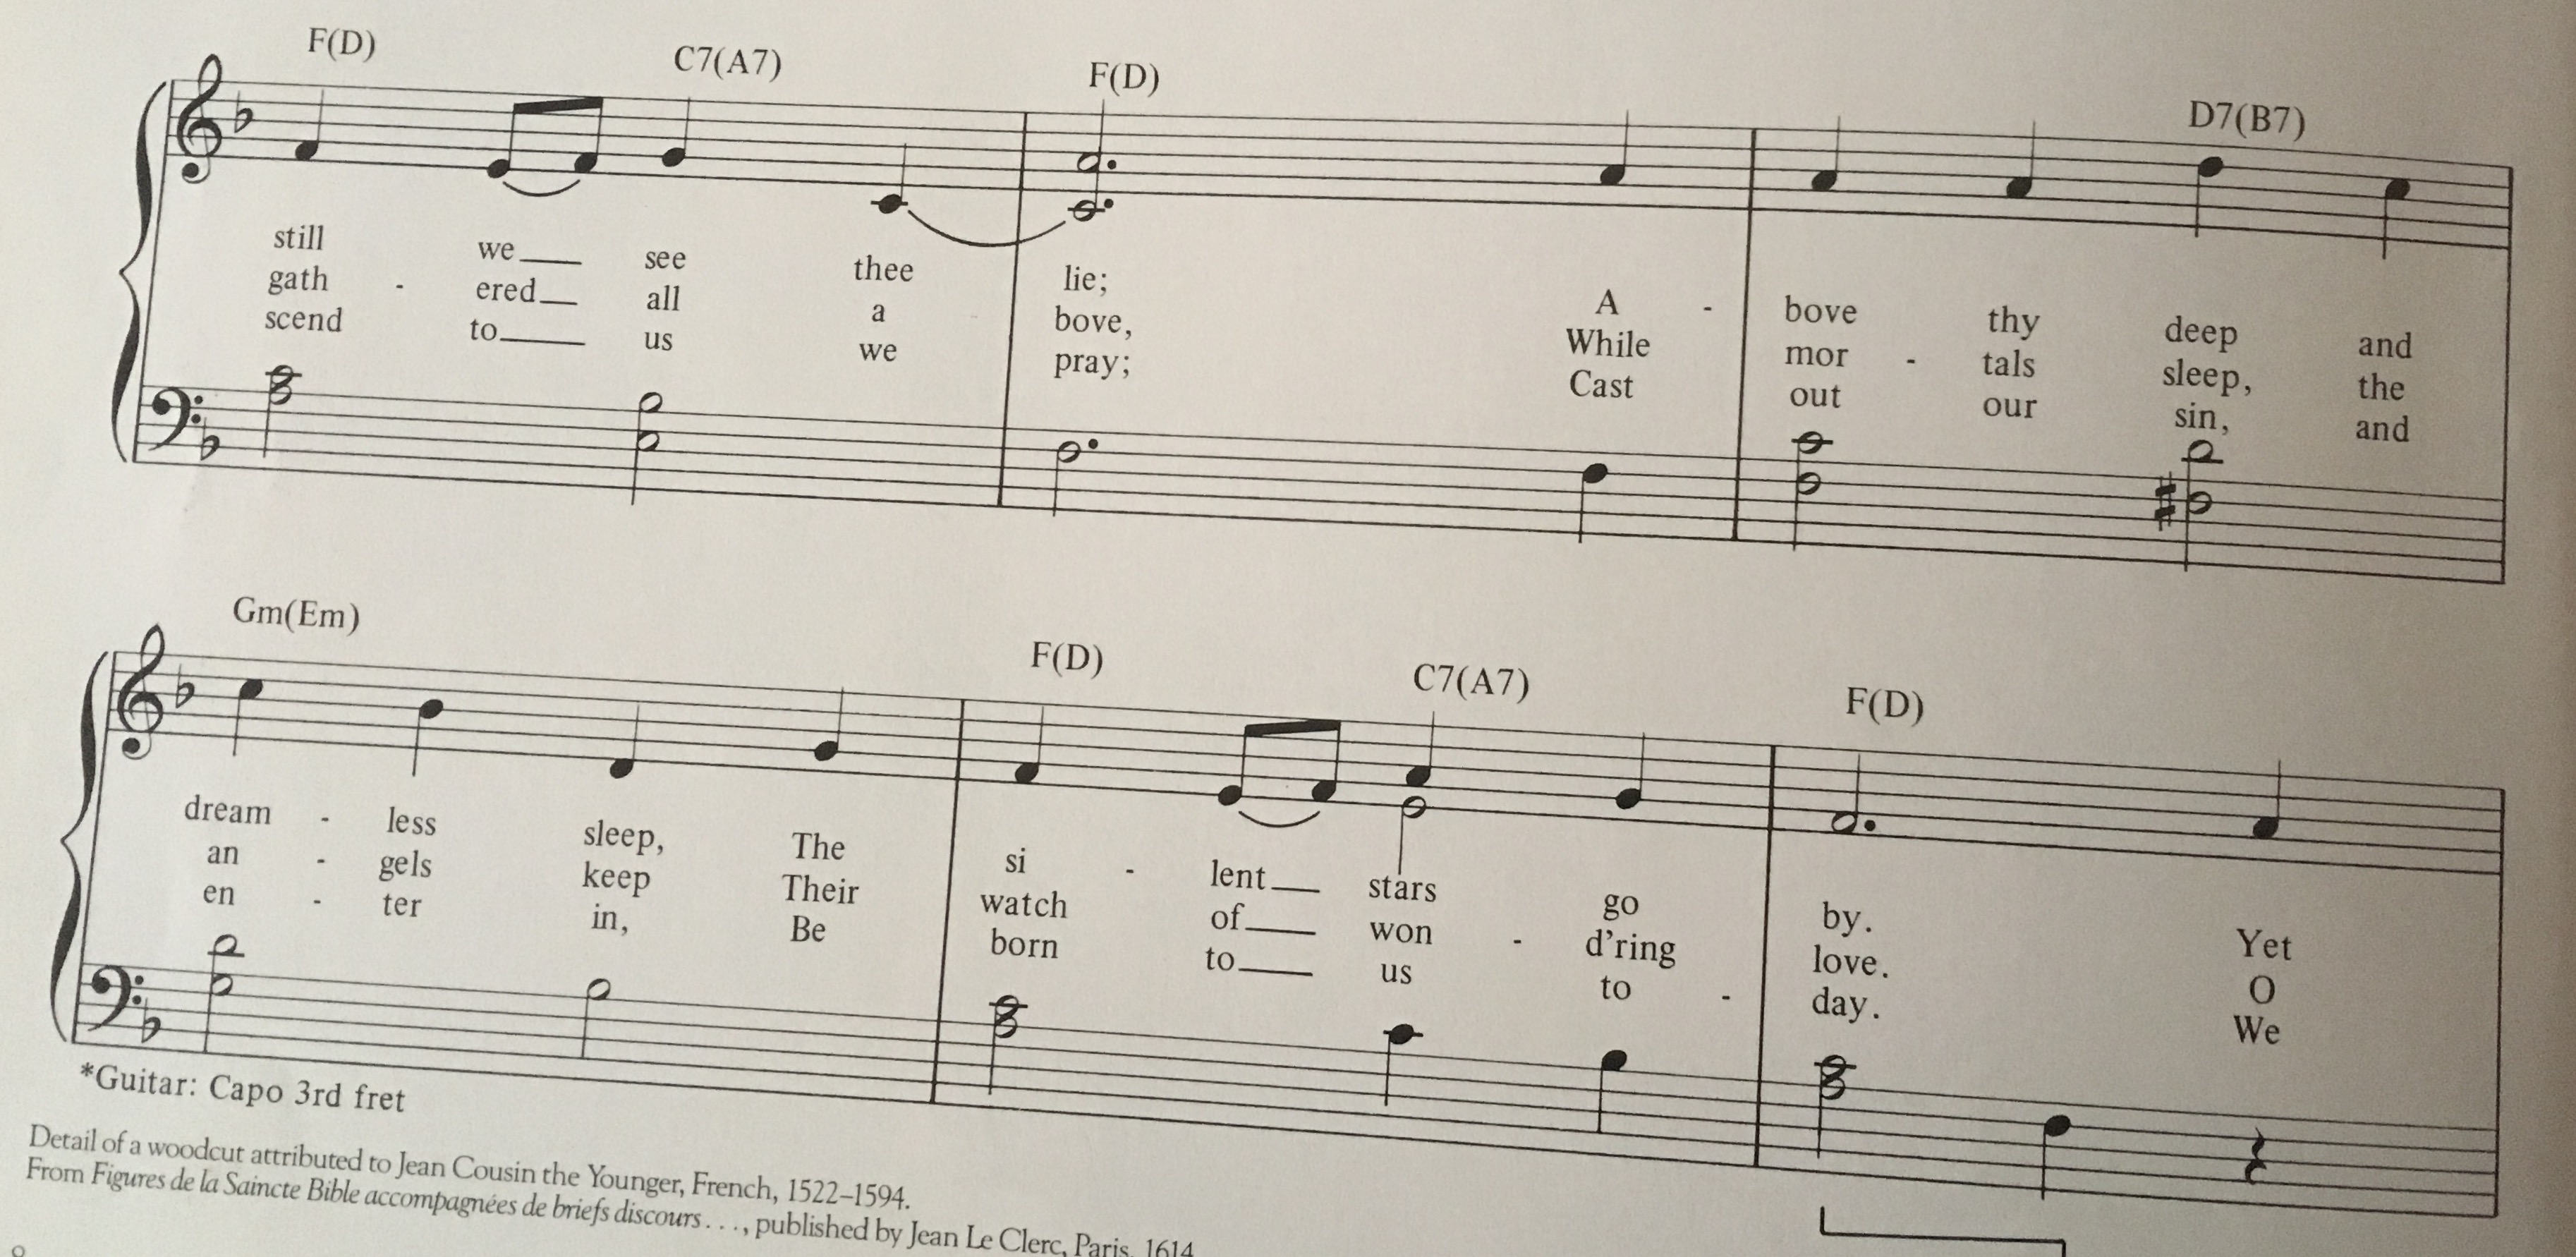 F(D) C7(A7) F(D) D7(B7)
still we___ see thee lie; A - bove thy deep and
gath - ered___ all a bove, While mor - tals sleep, the
scend to___ us we pray; Cast out our sin, and
Gm(Em) F(D) C7(A7) F(D)
dream - less sleep, The si - lent___ stars go by. Yet
an - gels keep Their watch of___ won - d'ring love. O
en - ter in, Be born to___ us to - day. We
*Guitar: Capo 3rd fret
Detail of a woodcut attributed to Jean Cousin the Younger, French, 1522–1594.
From Figures de la Saincte Bible accompagnées de briefs discours..., published by Jean Le Clerc, Paris, 1614